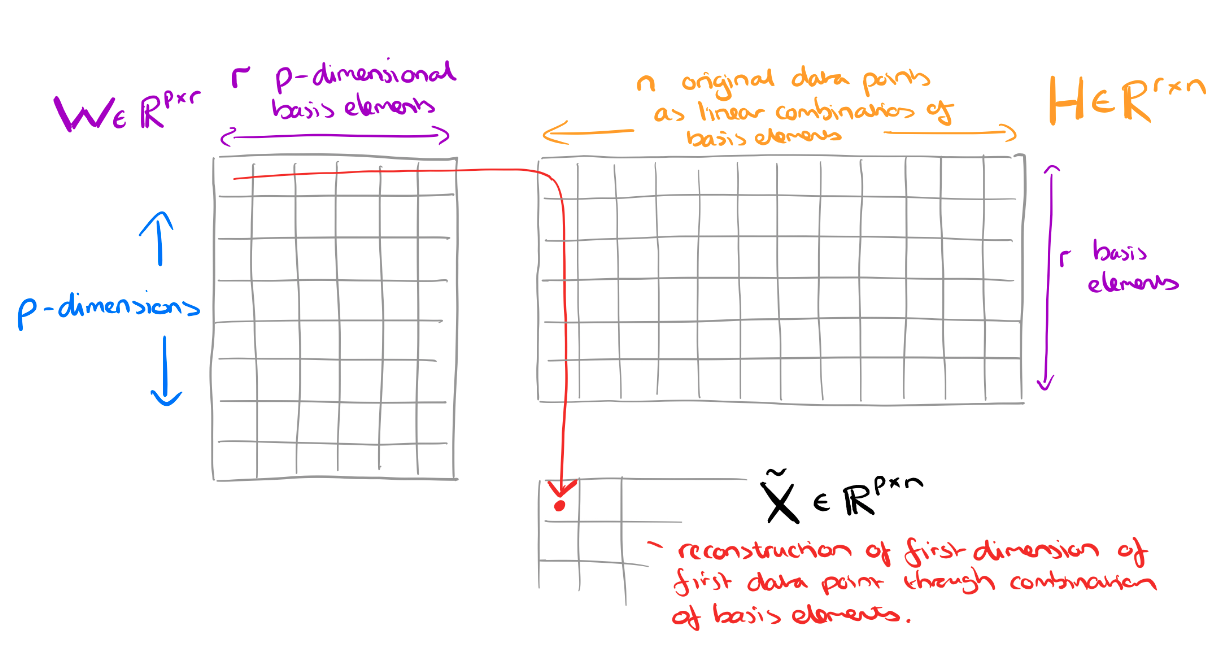 W ∈ ℝ^{p×r}
r p-dimensional
basis elements
n original data points
as linear combination of
basis elements
H ∈ ℝ^{r×n}
p-dimensions
r basis
elements
X̃ ∈ ℝ^{p×n}
~ reconstruction of first dimension of
first data point through combination
of basis elements.